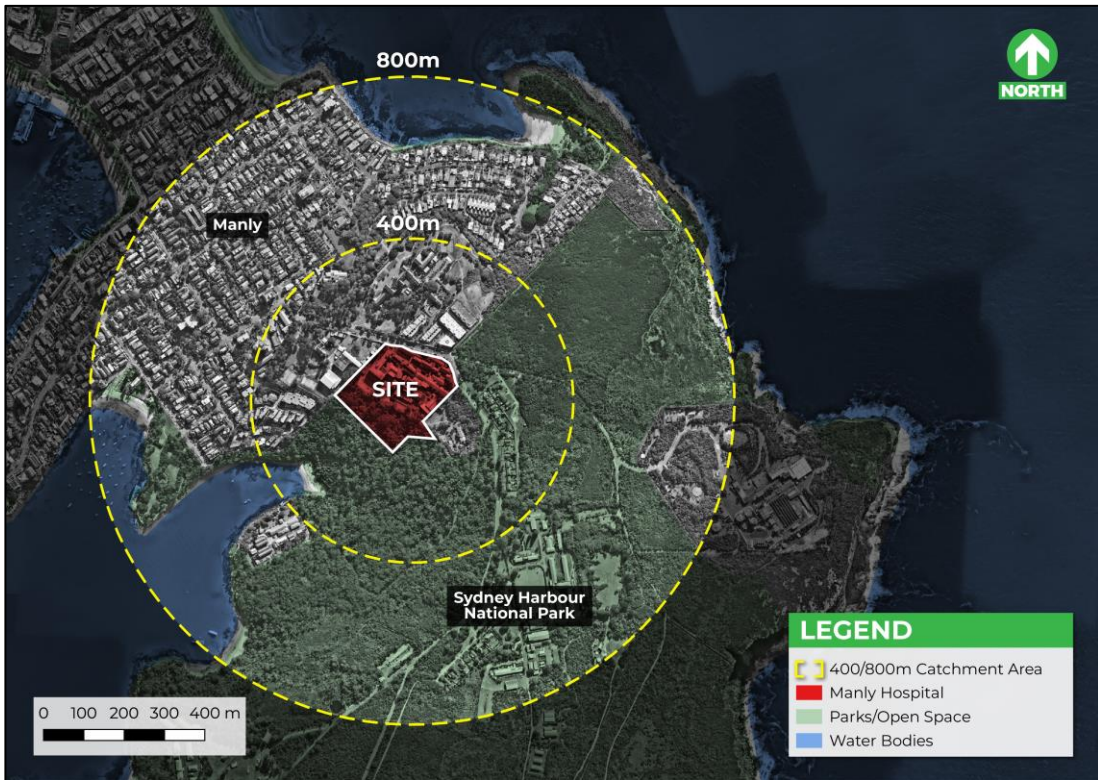 800m
NORTH
Manly
400m
SITE
Sydney Harbour
National Park
LEGEND
400/800m Catchment Area
Manly Hospital
Parks/Open Space
Water Bodies
0 100 200 300 400 m